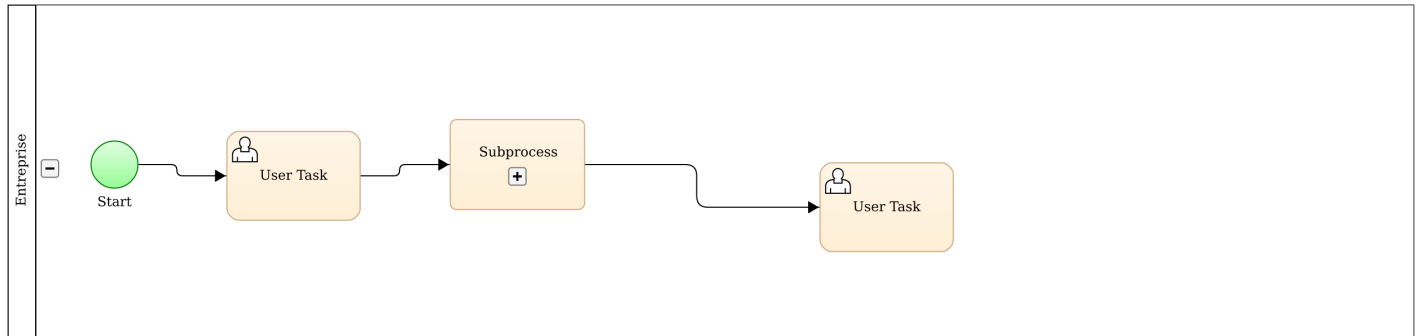 Entreprise
Start
User Task
Subprocess
User Task